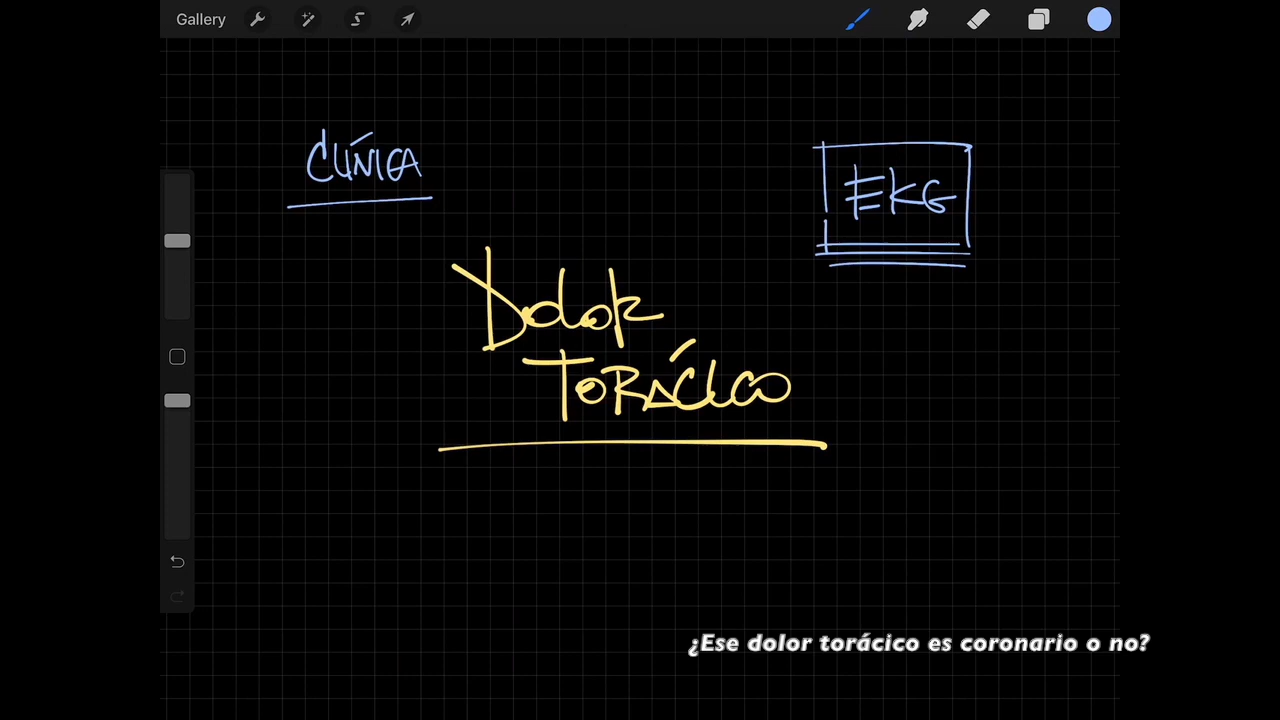 Gallery
CLÍNICA
EKG
Dolor
TORÁCICO
¿Ese dolor torácico es coronario o no?